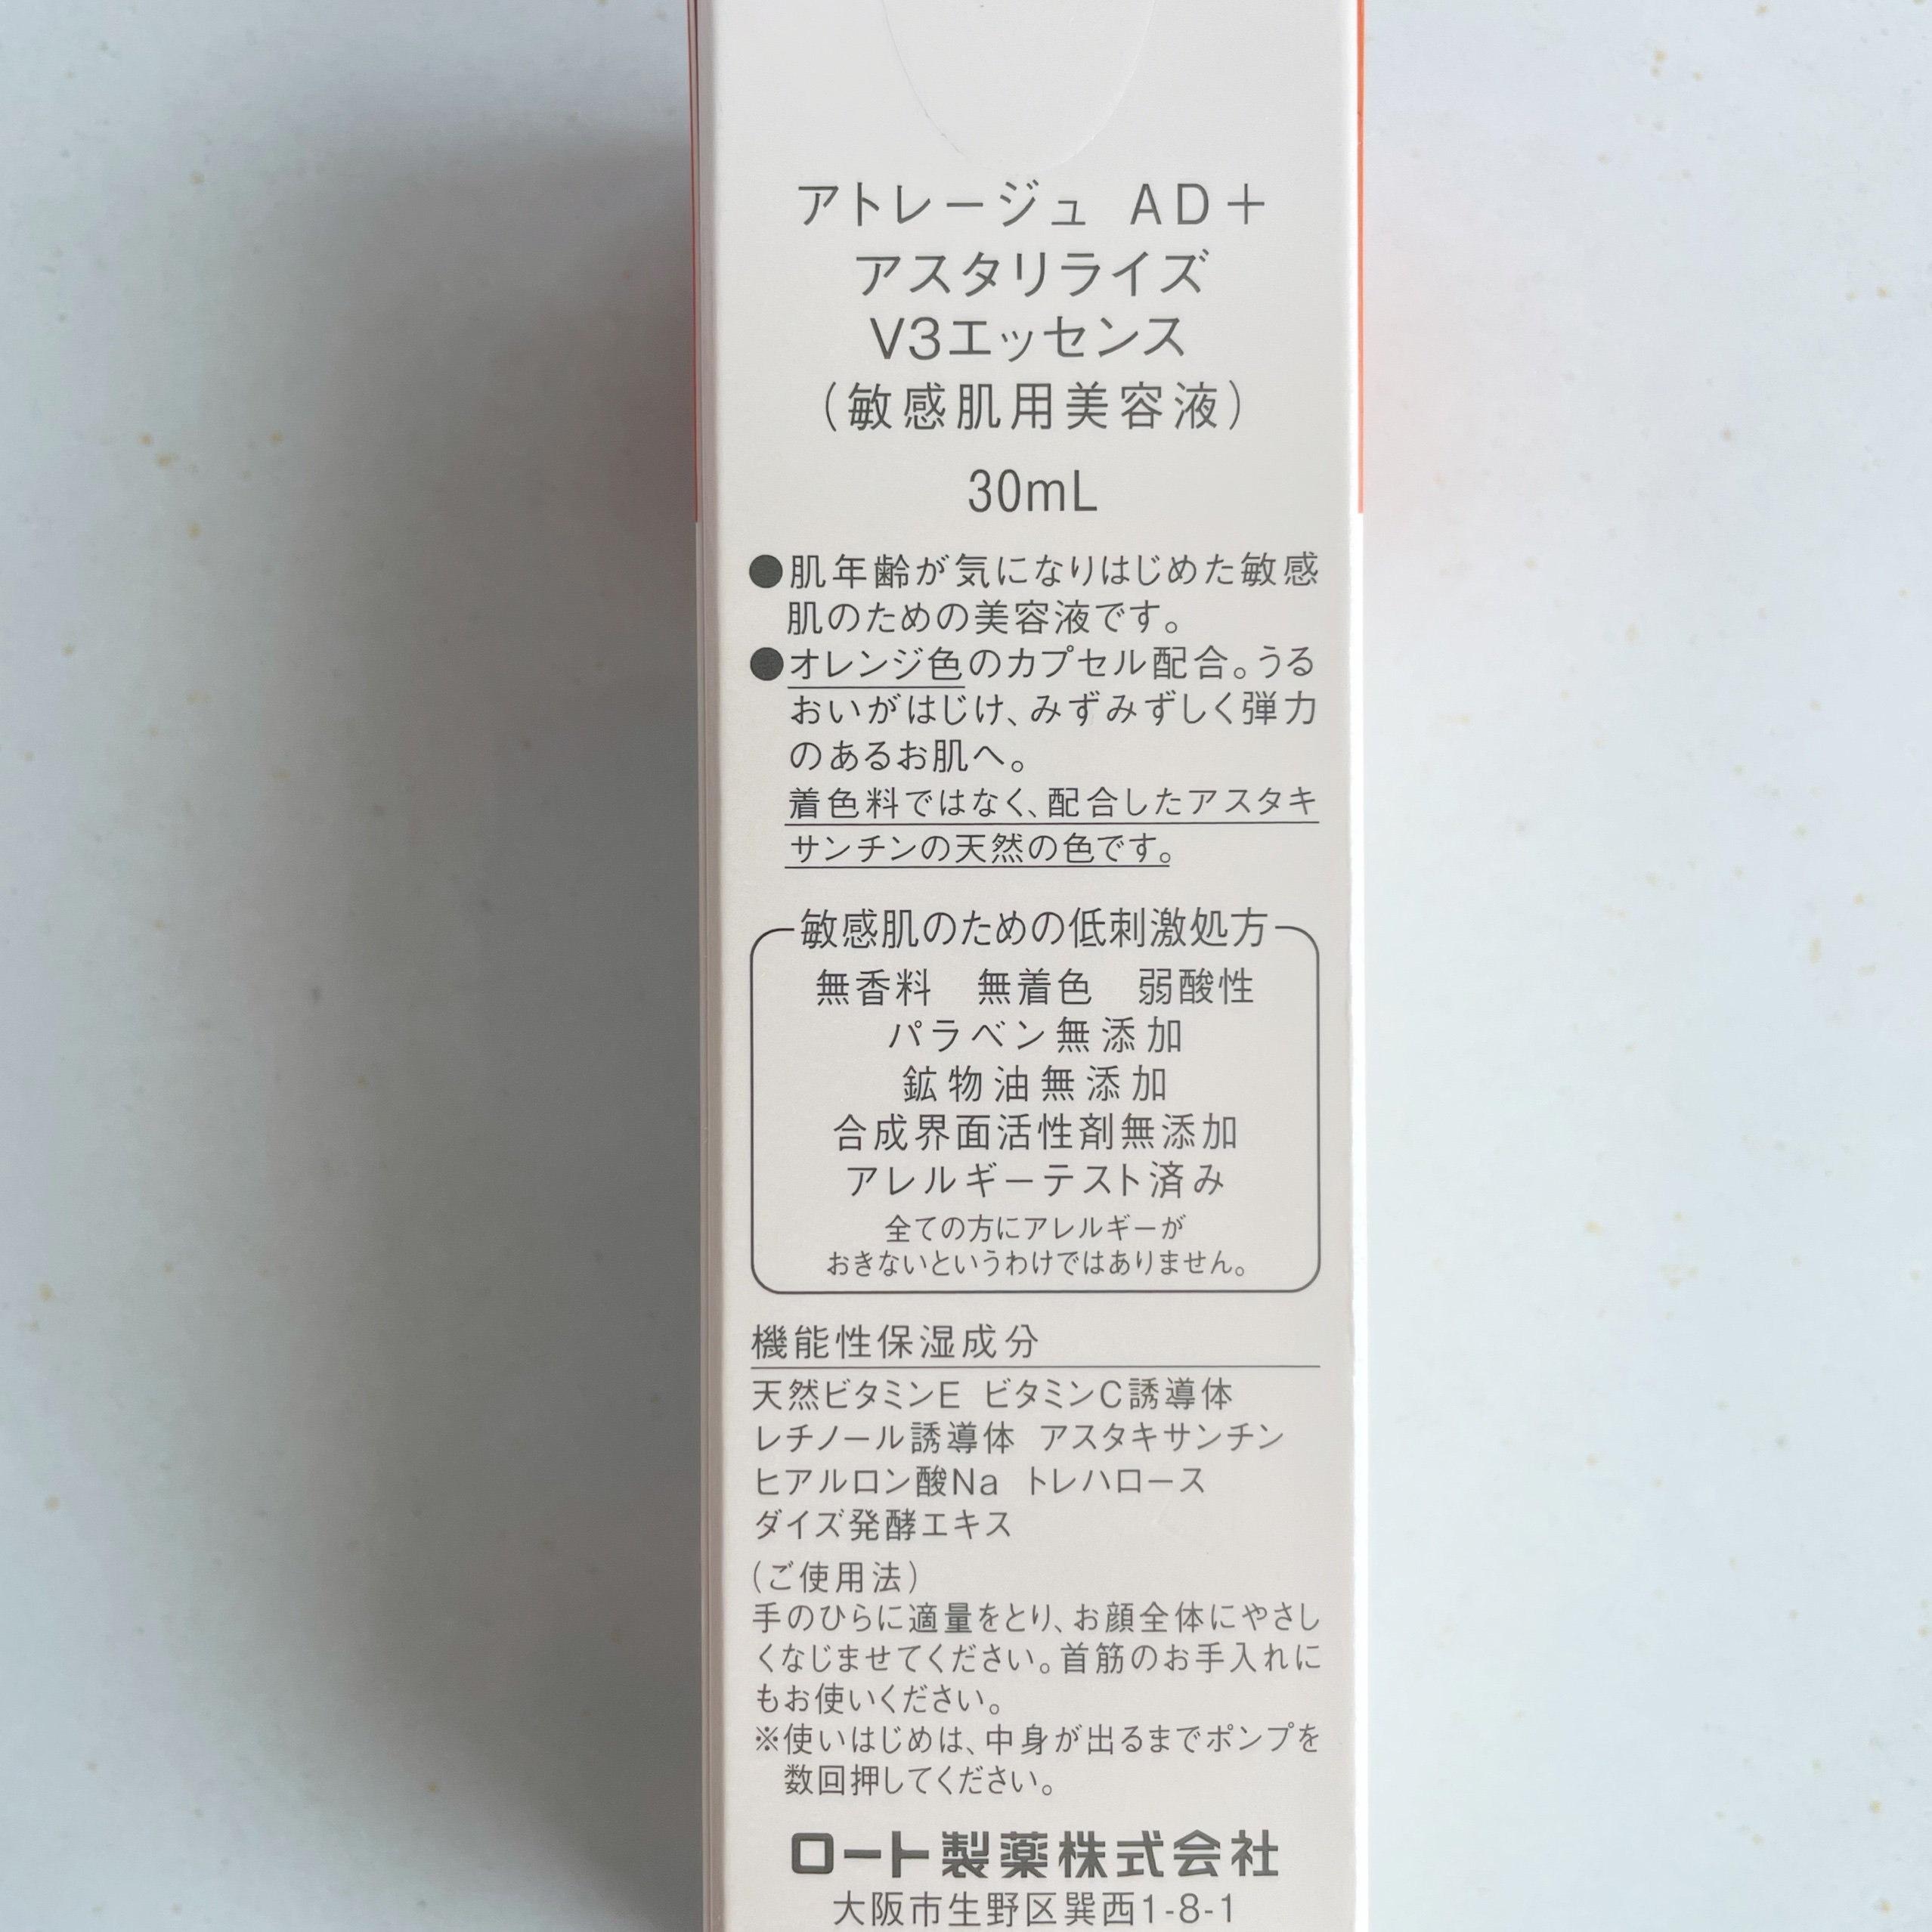 アトレージュ AD＋
アスタリライズ
V3エッセンス
（敏感肌用美容液）
30mL
●肌年齢が気になりはじめた敏感
肌のための美容液です。
●オレンジ色のカプセル配合。うる
おいがはじけ、みずみずしく弾力
のあるお肌へ。
着色料ではなく、配合したアスタキ
サンチンの天然の色です。
敏感肌のための低刺激処方
無香料 無着色 弱酸性
パラベン無添加
鉱物油無添加
合成界面活性剤無添加
アレルギーテスト済み
全ての方にアレルギーが
おきないというわけではありません。
機能性保湿成分
天然ビタミンE ビタミンC誘導体
レチノール誘導体 アスタキサンチン
ヒアルロン酸Na トレハロース
ダイズ発酵エキス
（ご使用法）
手のひらに適量をとり、お顔全体にやさし
くなじませてください。首筋のお手入れに
もお使いください。
※使いはじめは、中身が出るまでポンプを
数回押してください。
ロート製薬株式会社
大阪市生野区巽西1-8-1